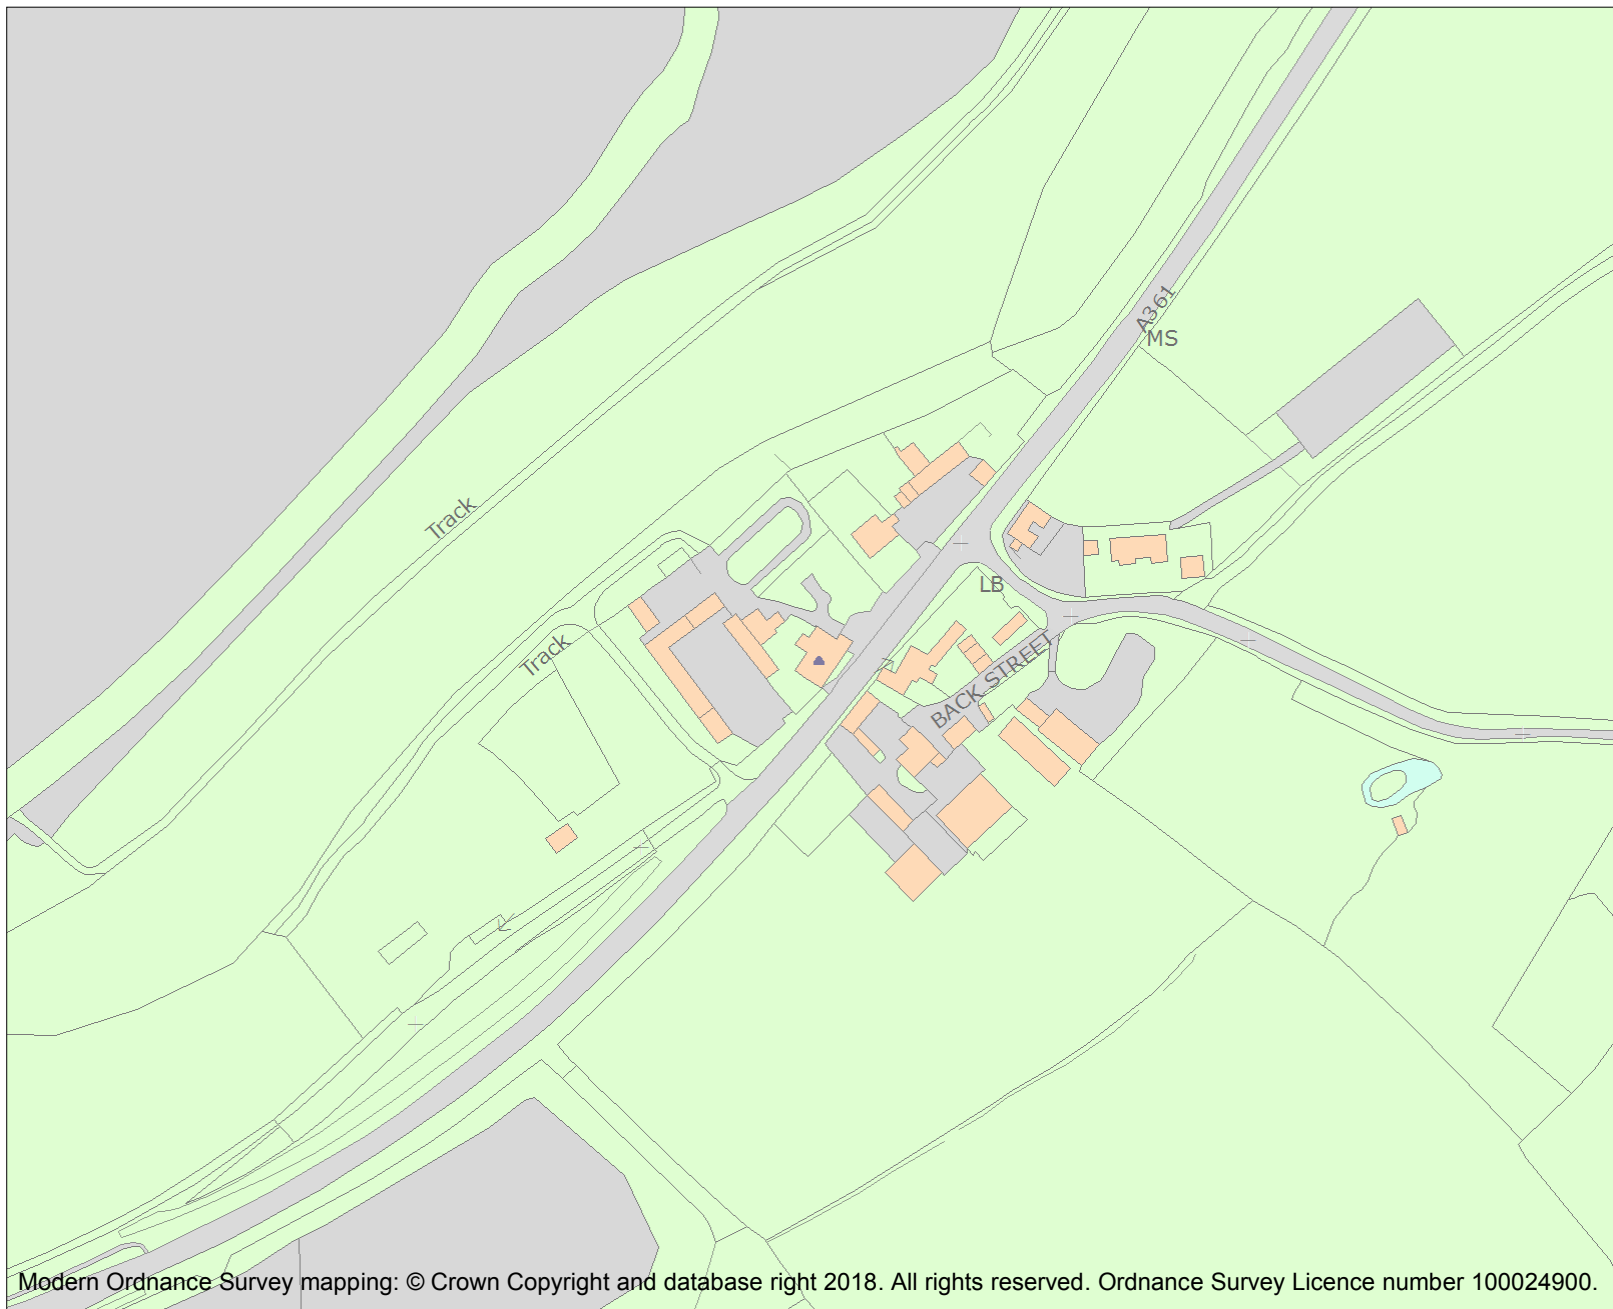 A361
MS
Track
LB
Track
BACK STREET
Modern Ordnance Survey mapping: © Crown Copyright and database right 2018. All rights reserved. Ordnance Survey Licence number 100024900.